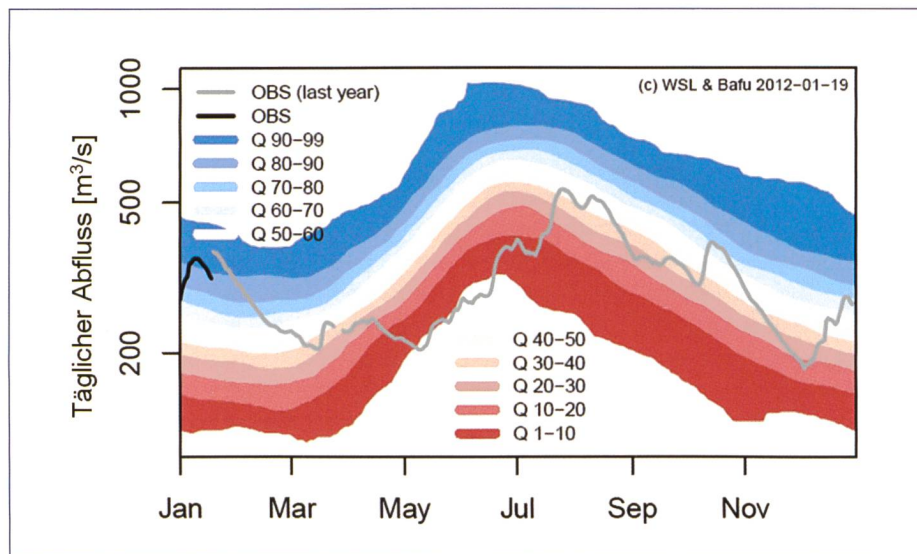 Täglicher Abfluss [m³/s]
1000
500
200
(c) WSL & Bafu 2012-01-19
OBS (last year)
OBS
Q 90-99
Q 80-90
Q 70-80
Q 60-70
Q 50-60
Q 40-50
Q 30-40
Q 20-30
Q 10-20
Q 1-10
Jan Mar May Jul Sep Nov